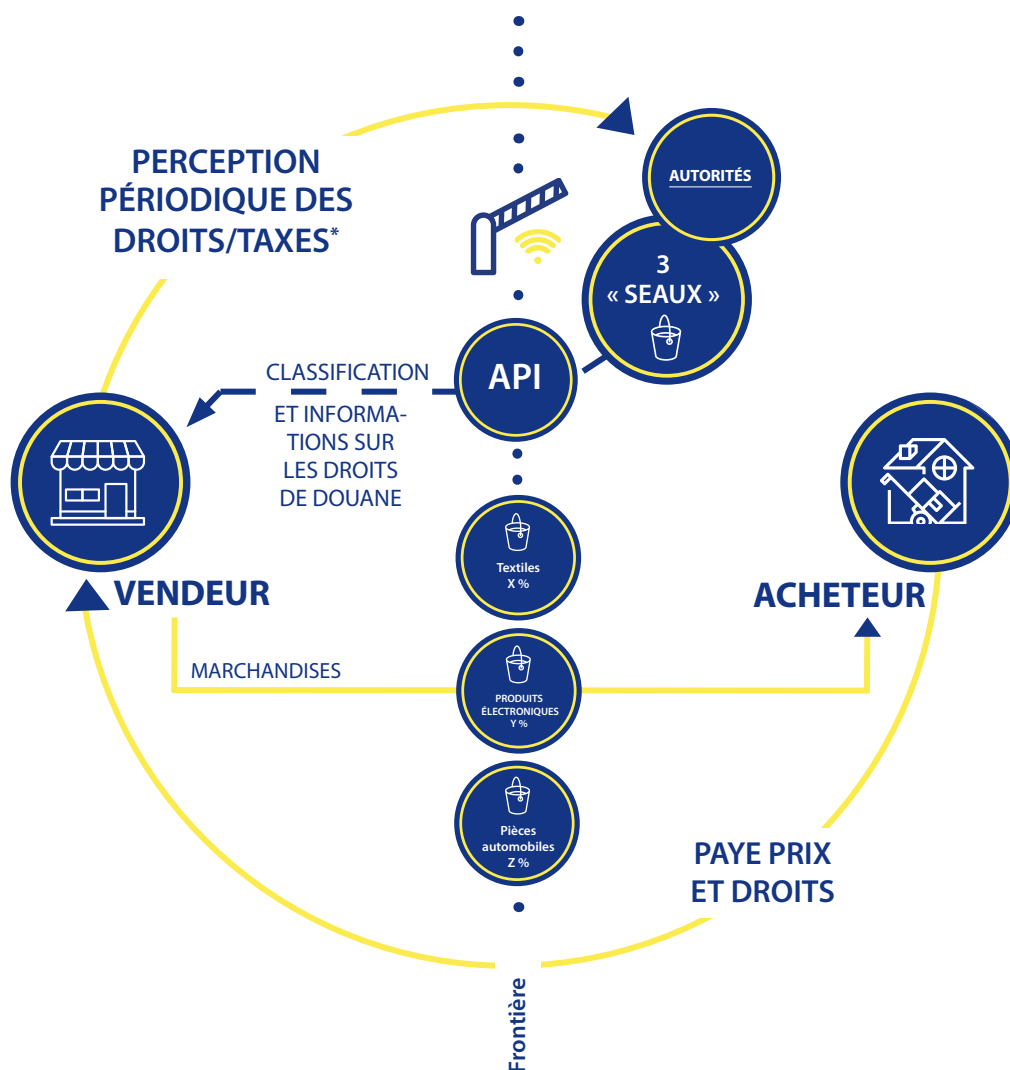 PERCEPTION
PÉRIODIQUE DES
DROITS/TAXES*
AUTORITÉS
3
« SEAUX »
API
CLASSIFICATION
ET INFORMA-
TIONS SUR
LES DROITS
DE DOUANE
Textiles
X %
VENDEUR
ACHETEUR
MARCHANDISES
PRODUITS
ÉLECTRONIQUES
Y %
Pièces
automobiles
Z %
PAYE PRIX
ET DROITS
Frontière